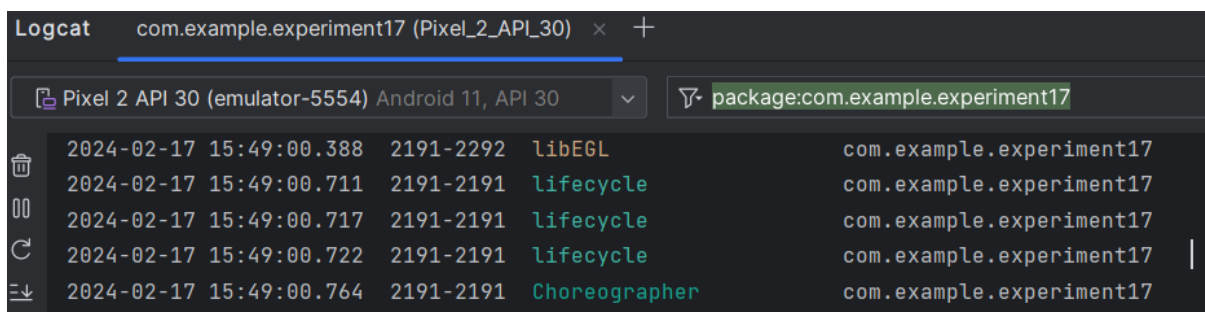 Logcat com.example.experiment17 (Pixel_2_API_30)
Pixel 2 API 30 (emulator-5554) Android 11, API 30 package:com.example.experiment17
2024-02-17 15:49:00.388 2191-2292 libEGL com.example.experiment17
2024-02-17 15:49:00.711 2191-2191 lifecycle com.example.experiment17
2024-02-17 15:49:00.717 2191-2191 lifecycle com.example.experiment17
2024-02-17 15:49:00.722 2191-2191 lifecycle com.example.experiment17
2024-02-17 15:49:00.764 2191-2191 Choreographer com.example.experiment17